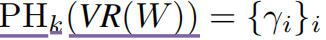 PH_k(VR(W)) = {γ_i}_i